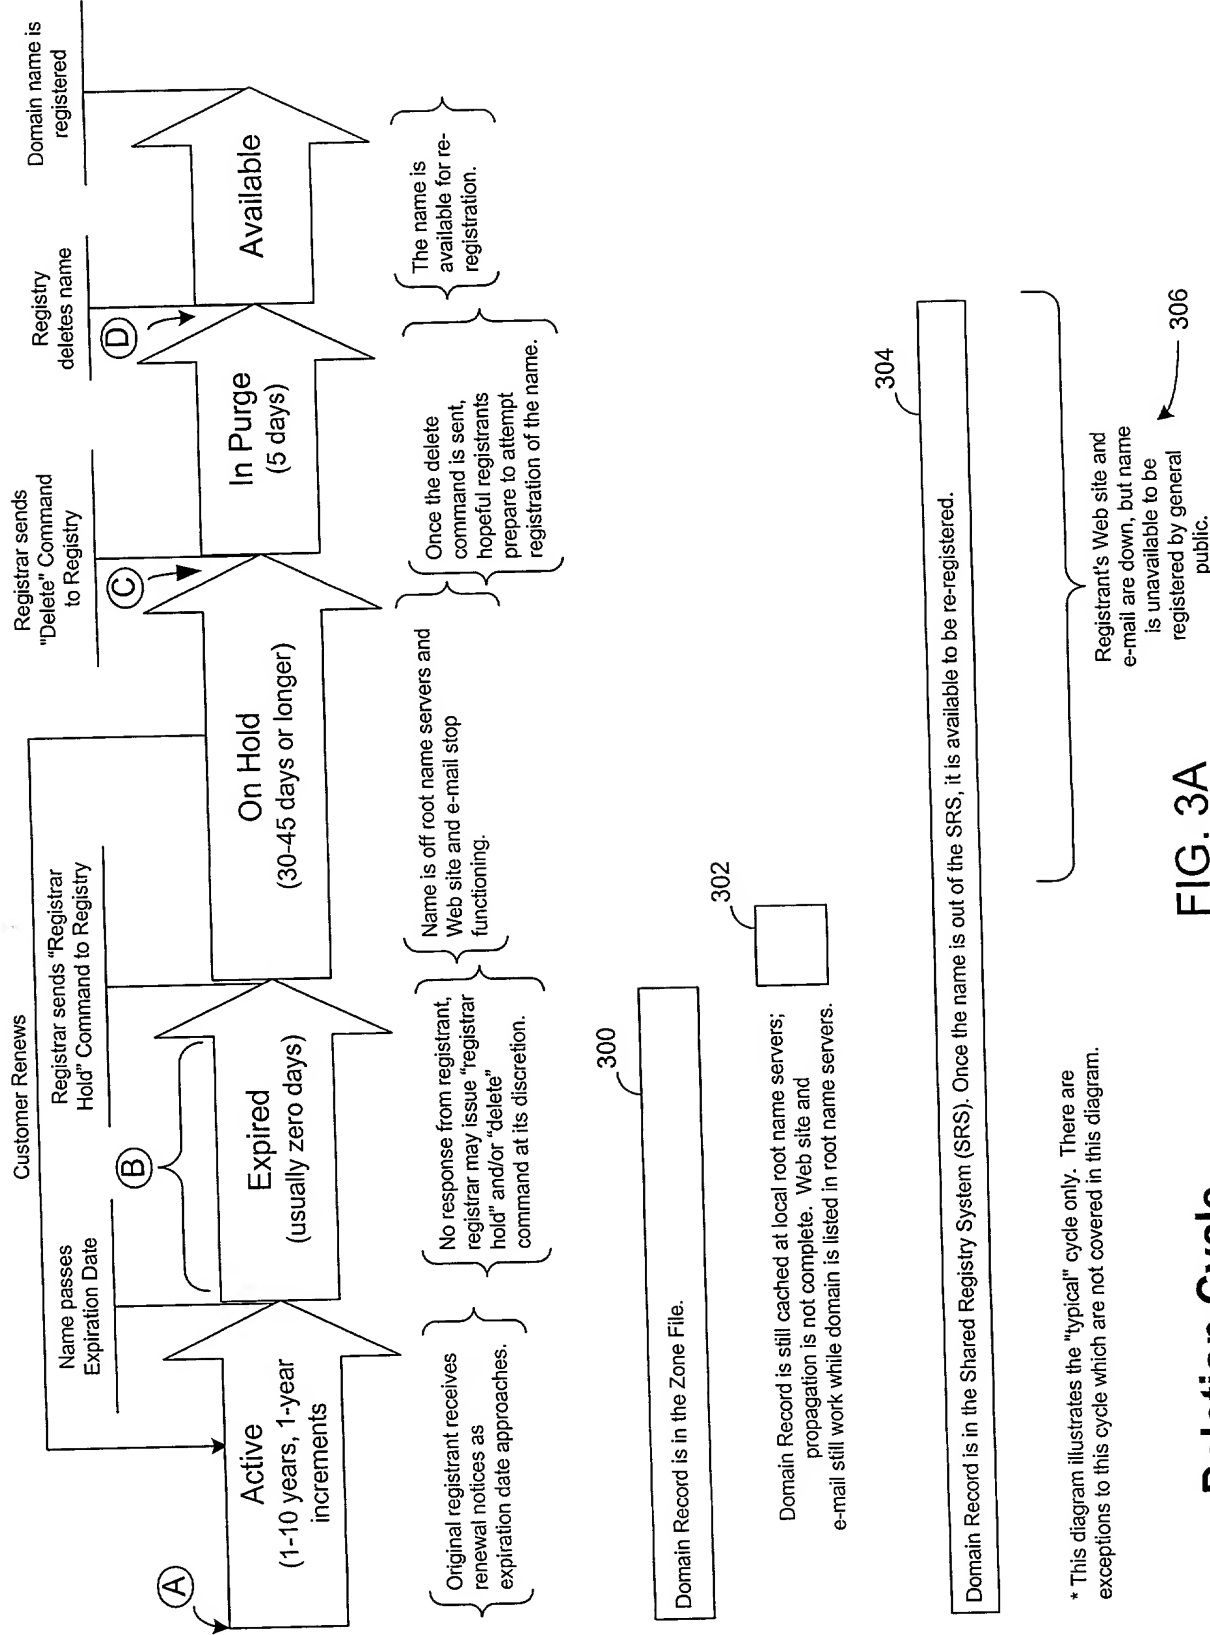 Customer Renews
Name passes
Expiration Date
Registrar sends "Registrar
Hold" Command to Registry
Registrar sends
"Delete" Command
to Registry
Registry
deletes name
Domain name is
registered
A
B
C
D
Active
(1-10 years, 1-year
increments
Expired
(usually zero days)
On Hold
(30-45 days or longer)
In Purge
(5 days)
Available
Original registrant receives
renewal notices as
expiration date approaches.
No response from registrant,
registrar may issue "registrar
hold" and/or "delete"
command at its discretion.
Name is off root name servers and
Web site and e-mail stop
functioning.
Once the delete
command is sent,
hopeful registrants
prepare to attempt
registration of the name.
The name is
available for re-
registration.
300
Domain Record is in the Zone File.
302
Domain Record is still cached at local root name servers;
propagation is not complete. Web site and
e-mail still work while domain is listed in root name servers.
304
Domain Record is in the Shared Registry System (SRS). Once the name is out of the SRS, it is available to be re-registered.
Registrant's Web site and
e-mail are down, but name
is unavailable to be
registered by general
public.
306
* This diagram illustrates the "typical" cycle only. There are
exceptions to this cycle which are not covered in this diagram.
FIG. 3A